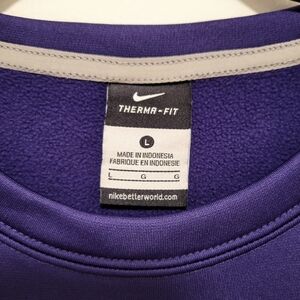 THERMA-FIT
L
MADE IN INDONESIA
FABRIQUE EN INDONESIE
L G G
nikebetterworld.com